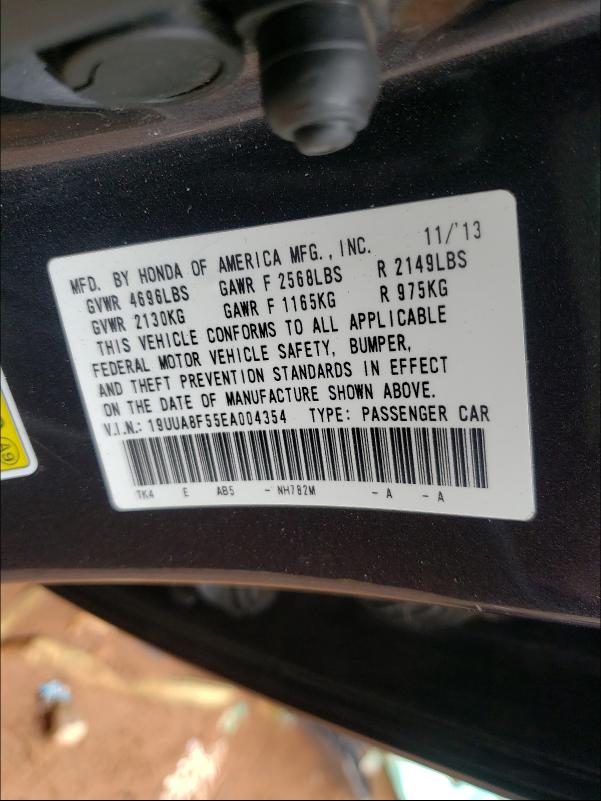 MFD. BY HONDA OF AMERICA MFG., INC. 11/'13
GVWR 4696LBS GAWR F 2568LBS R 2149LBS
GVWR 2130KG GAWR F 1165KG R 975KG
THIS VEHICLE CONFORMS TO ALL APPLICABLE
FEDERAL MOTOR VEHICLE SAFETY, BUMPER,
AND THEFT PREVENTION STANDARDS IN EFFECT
ON THE DATE OF MANUFACTURE SHOWN ABOVE.
V.I.N.: 19UUA8F55EA004354 TYPE: PASSENGER CAR
TK4 E AB5 - NH782M - A - A
A9